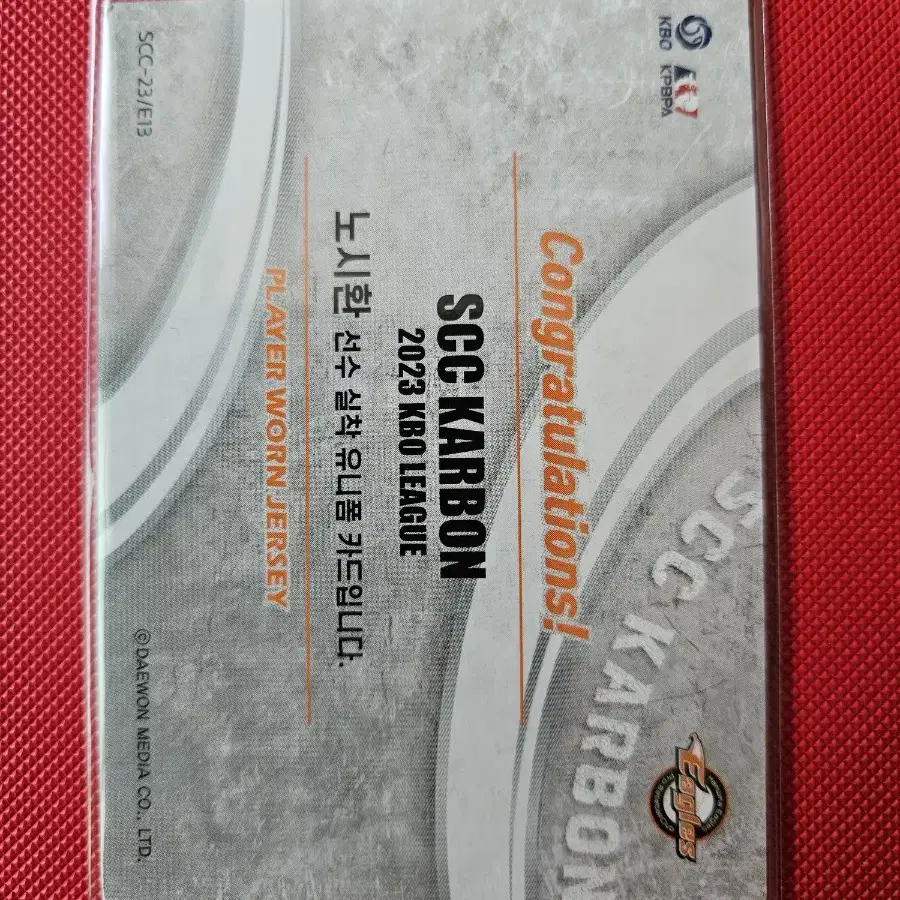 KBO KPBPA
Congratulations!
SCC KARBON
2023 KBO LEAGUE
노시환 선수 실착 유니폼 카드입니다.
PLAYER WORN JERSEY
SCC KARBON
Eagles
SCC-23/E13
©DAEWON MEDIA CO., LTD.